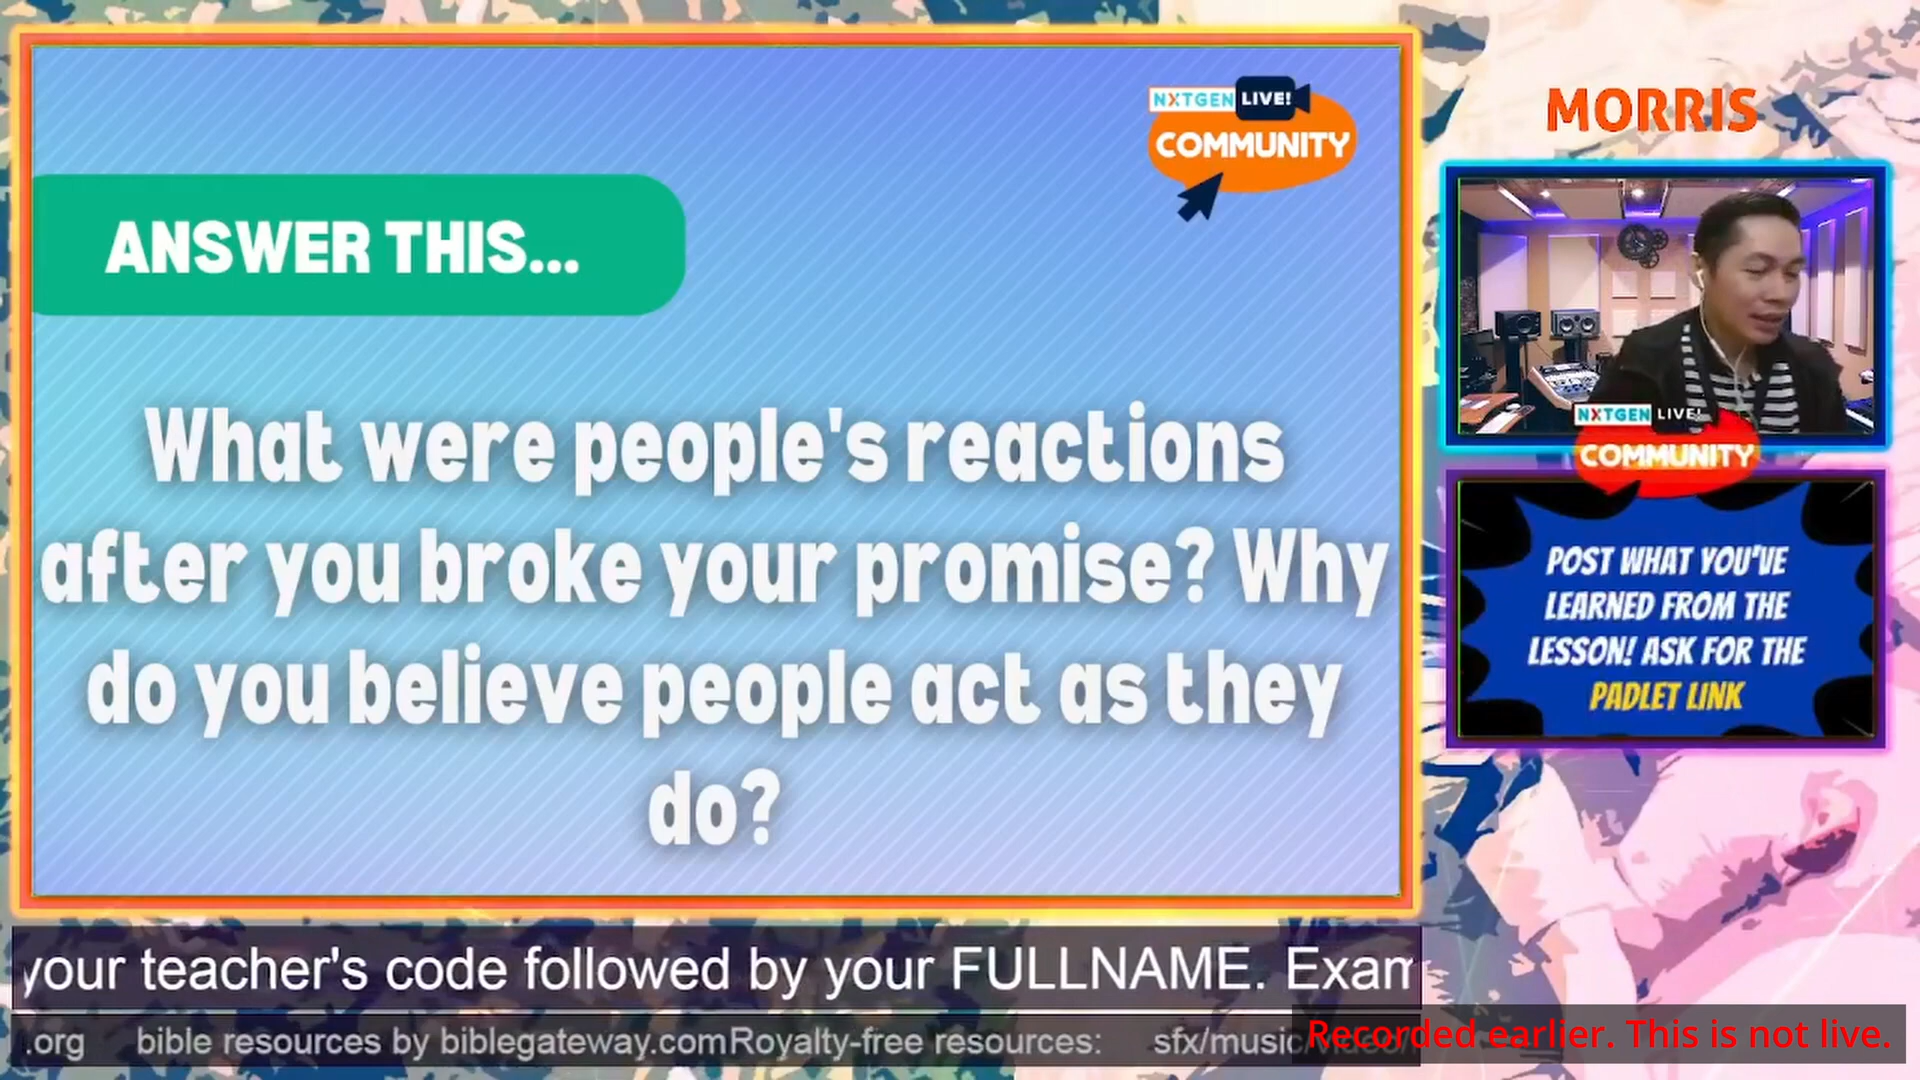 NXTGEN LIVE!
COMMUNITY
ANSWER THIS...
What were people's reactions
after you broke your promise? Why
do you believe people act as they
do?
MORRIS
NXTGEN LIVE!
COMMUNITY
POST WHAT YOU'VE
LEARNED FROM THE
LESSON! ASK FOR THE
PADLET LINK
your teacher's code followed by your FULLNAME. Exam
.org bible resources by biblegateway.comRoyalty-free resources: sfx/music/video/
Recorded earlier. This is not live.